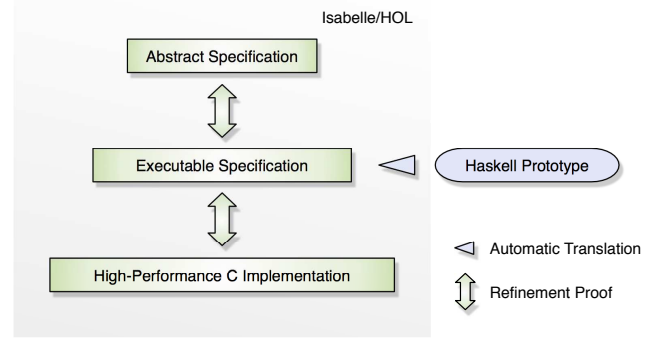 Isabelle/HOL
Abstract Specification
Executable Specification
Haskell Prototype
High-Performance C Implementation
Automatic Translation
Refinement Proof